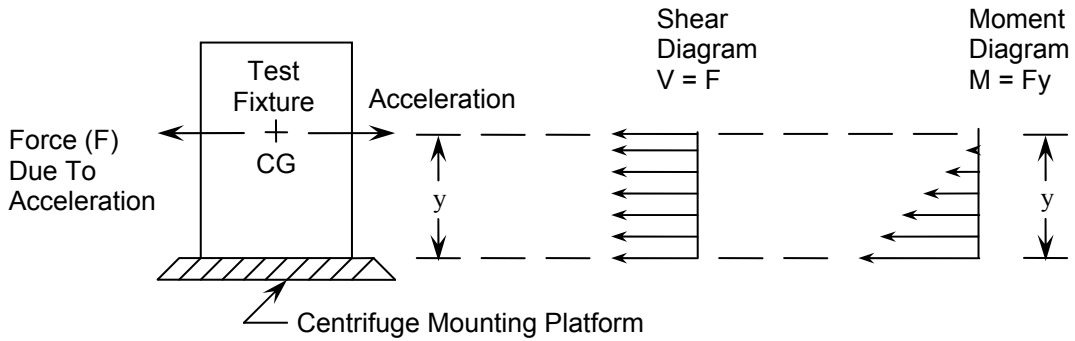 Shear
Diagram
V = F
Moment
Diagram
M = Fy
Test
Fixture
CG
Acceleration
Force (F)
Due To
Acceleration
y
y
Centrifuge Mounting Platform